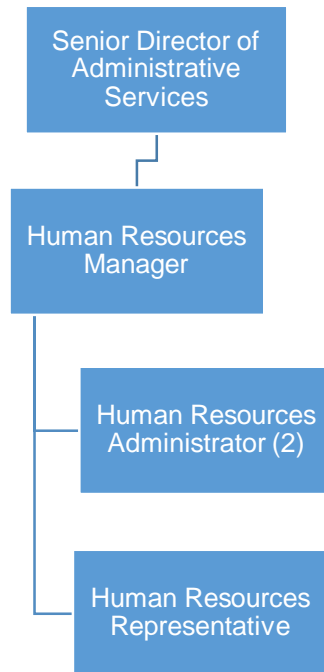 Senior Director of
Administrative
Services
Human Resources
Manager
Human Resources
Administrator (2)
Human Resources
Representative